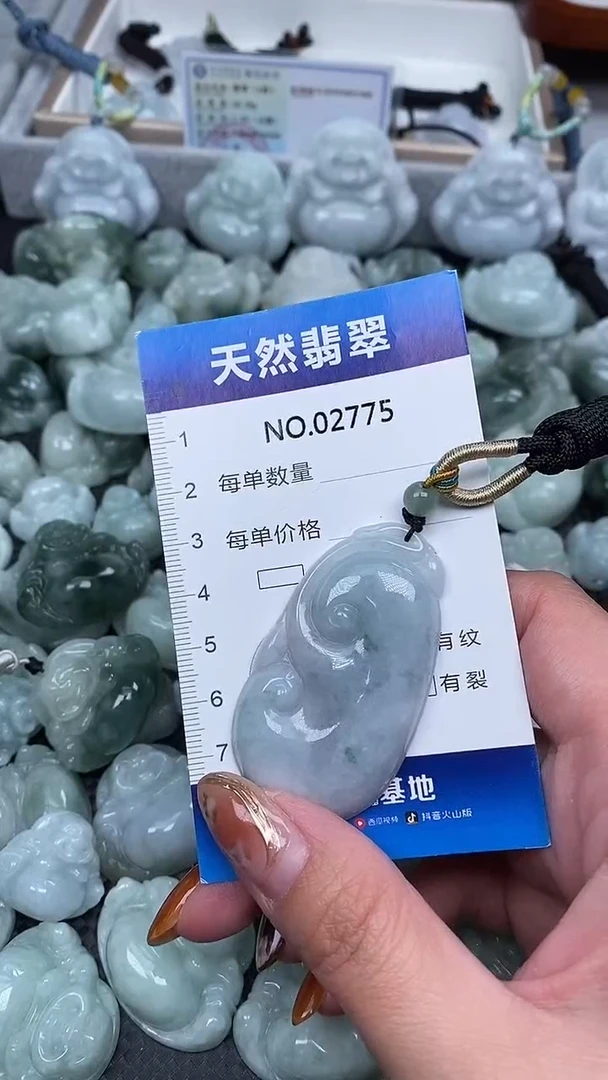 天然翡翠
NO.02775
1
2 每单数量
3 每单价格
4
5 有纹
6 有裂
7
基地
西瓜视频 抖音火山版